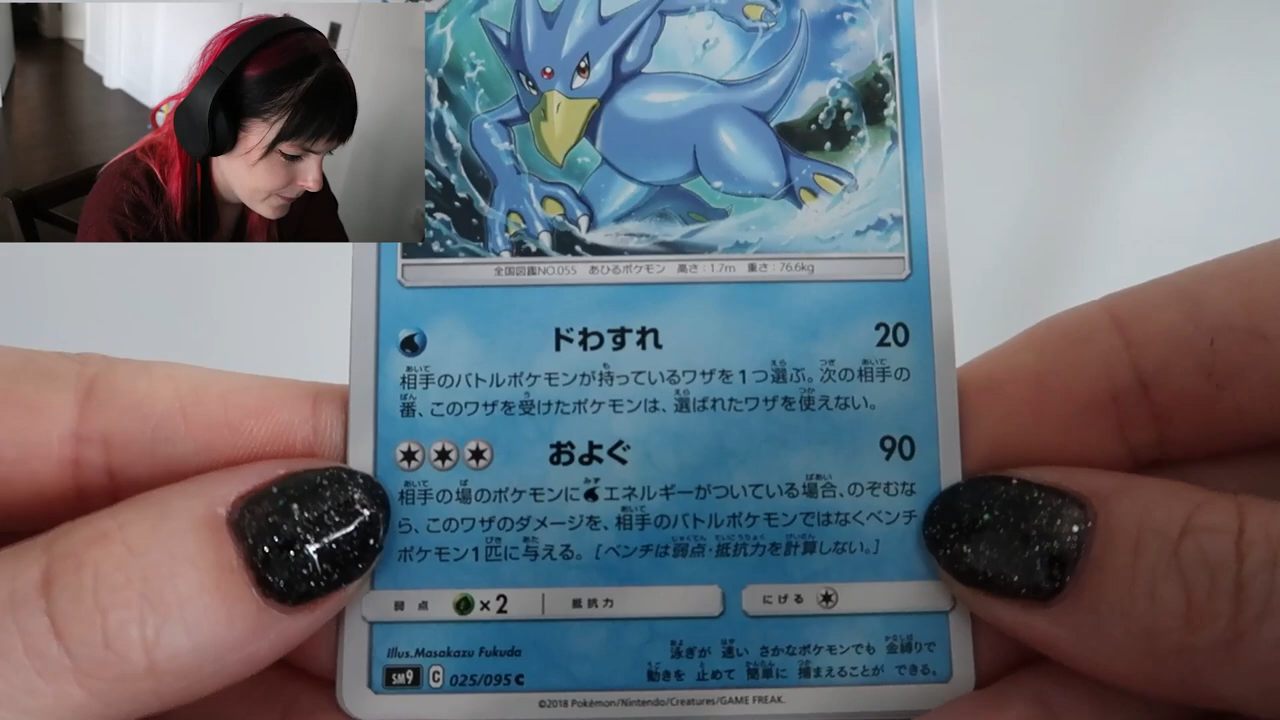 全国図鑑NO.055 あひるポケモン 高さ:1.7m 重さ:76.6kg
ドわすれ 20
相手のバトルポケモンが持っているワザを1つ選ぶ。次の相手の
番、このワザを受けたポケモンは、選ばれたワザを使えない。
およぐ 90
相手の場のポケモンにエネルギーがついている場合、のぞむな
ら、このワザのダメージを、相手のバトルポケモンではなくベンチ
ポケモン1匹に与える。[ベンチは弱点・抵抗力を計算しない。]
弱点 ×2 抵抗力 にげる
Illus.Masakazu Fukuda
SM9 C 025/095 C
泳ぎが 速い さかなポケモンでも 金縛りで
動きを 止めて 簡単に 捕まえることが できる。
©2018 Pokémon/Nintendo/Creatures/GAME FREAK.